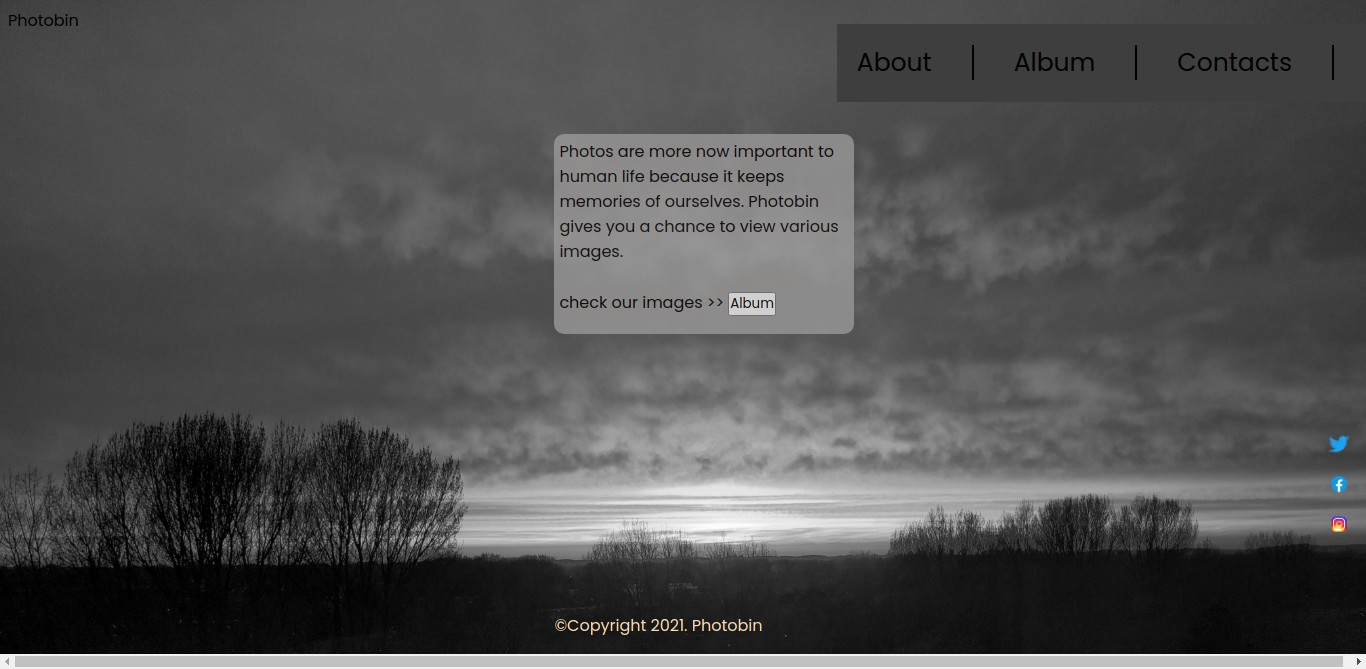 Photobin
About
Album
Contacts
Photos are more now important to
human life because it keeps
memories of ourselves. Photobin
gives you a chance to view various
images.
check our images >> Album
©Copyright 2021. Photobin